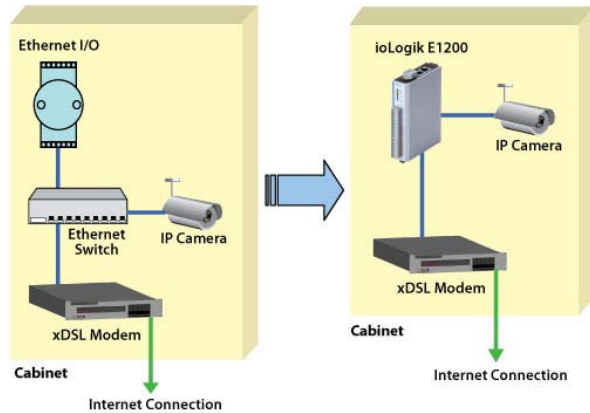 Ethernet I/O
Ethernet
Switch
IP Camera
xDSL Modem
Cabinet
Internet Connection
ioLogik E1200
IP Camera
xDSL Modem
Cabinet
Internet Connection